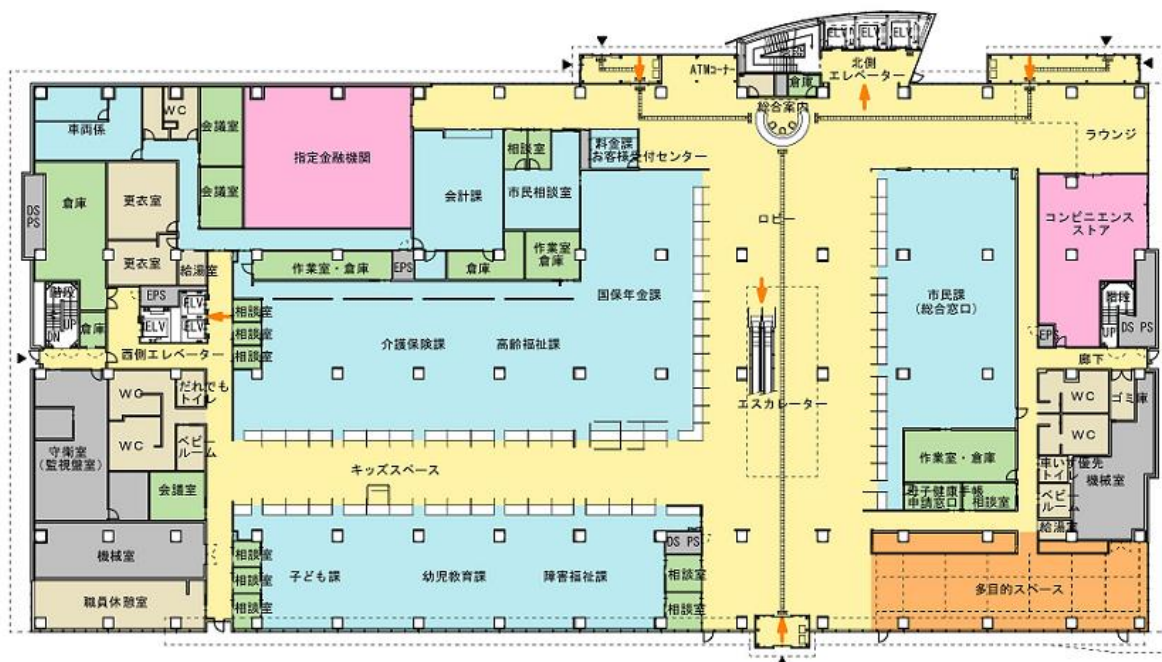 ELV ELV ELV
北側
エレベーター
ATMコーナー
倉庫
総合案内
ラウンジ
車両係
WC
会議室
指定金融機関
相談室
料金課
お客様受付センター
会計課
市民相談室
会議室
倉庫
DS
PS
更衣室
ロビー
コンビニエンス
ストア
作業室
倉庫
更衣室
給湯室
作業室・倉庫
EPS
倉庫
国保年金課
市民課
(総合窓口)
階段
UP
DN
EPS
ELV
ELV
ELV
倉庫
相談室
相談室
相談室
介護保険課
高齢福祉課
階段
UP
DS PS
EPS
西側エレベーター
廊下
だれでも
トイレ
WC
WC
ベビー
ルーム
エスカレーター
WC
ゴミ庫
WC
守衛室
(監視盤室)
会議室
キッズスペース
作業室・倉庫
車いす優先
トイレ
機械室
母子健康手帳
申請窓口
相談室
ベビー
ルーム
給湯室
機械室
相談室
相談室
相談室
子ども課
幼児教育課
障害福祉課
DS PS
相談室
相談室
多目的スペース
職員休憩室